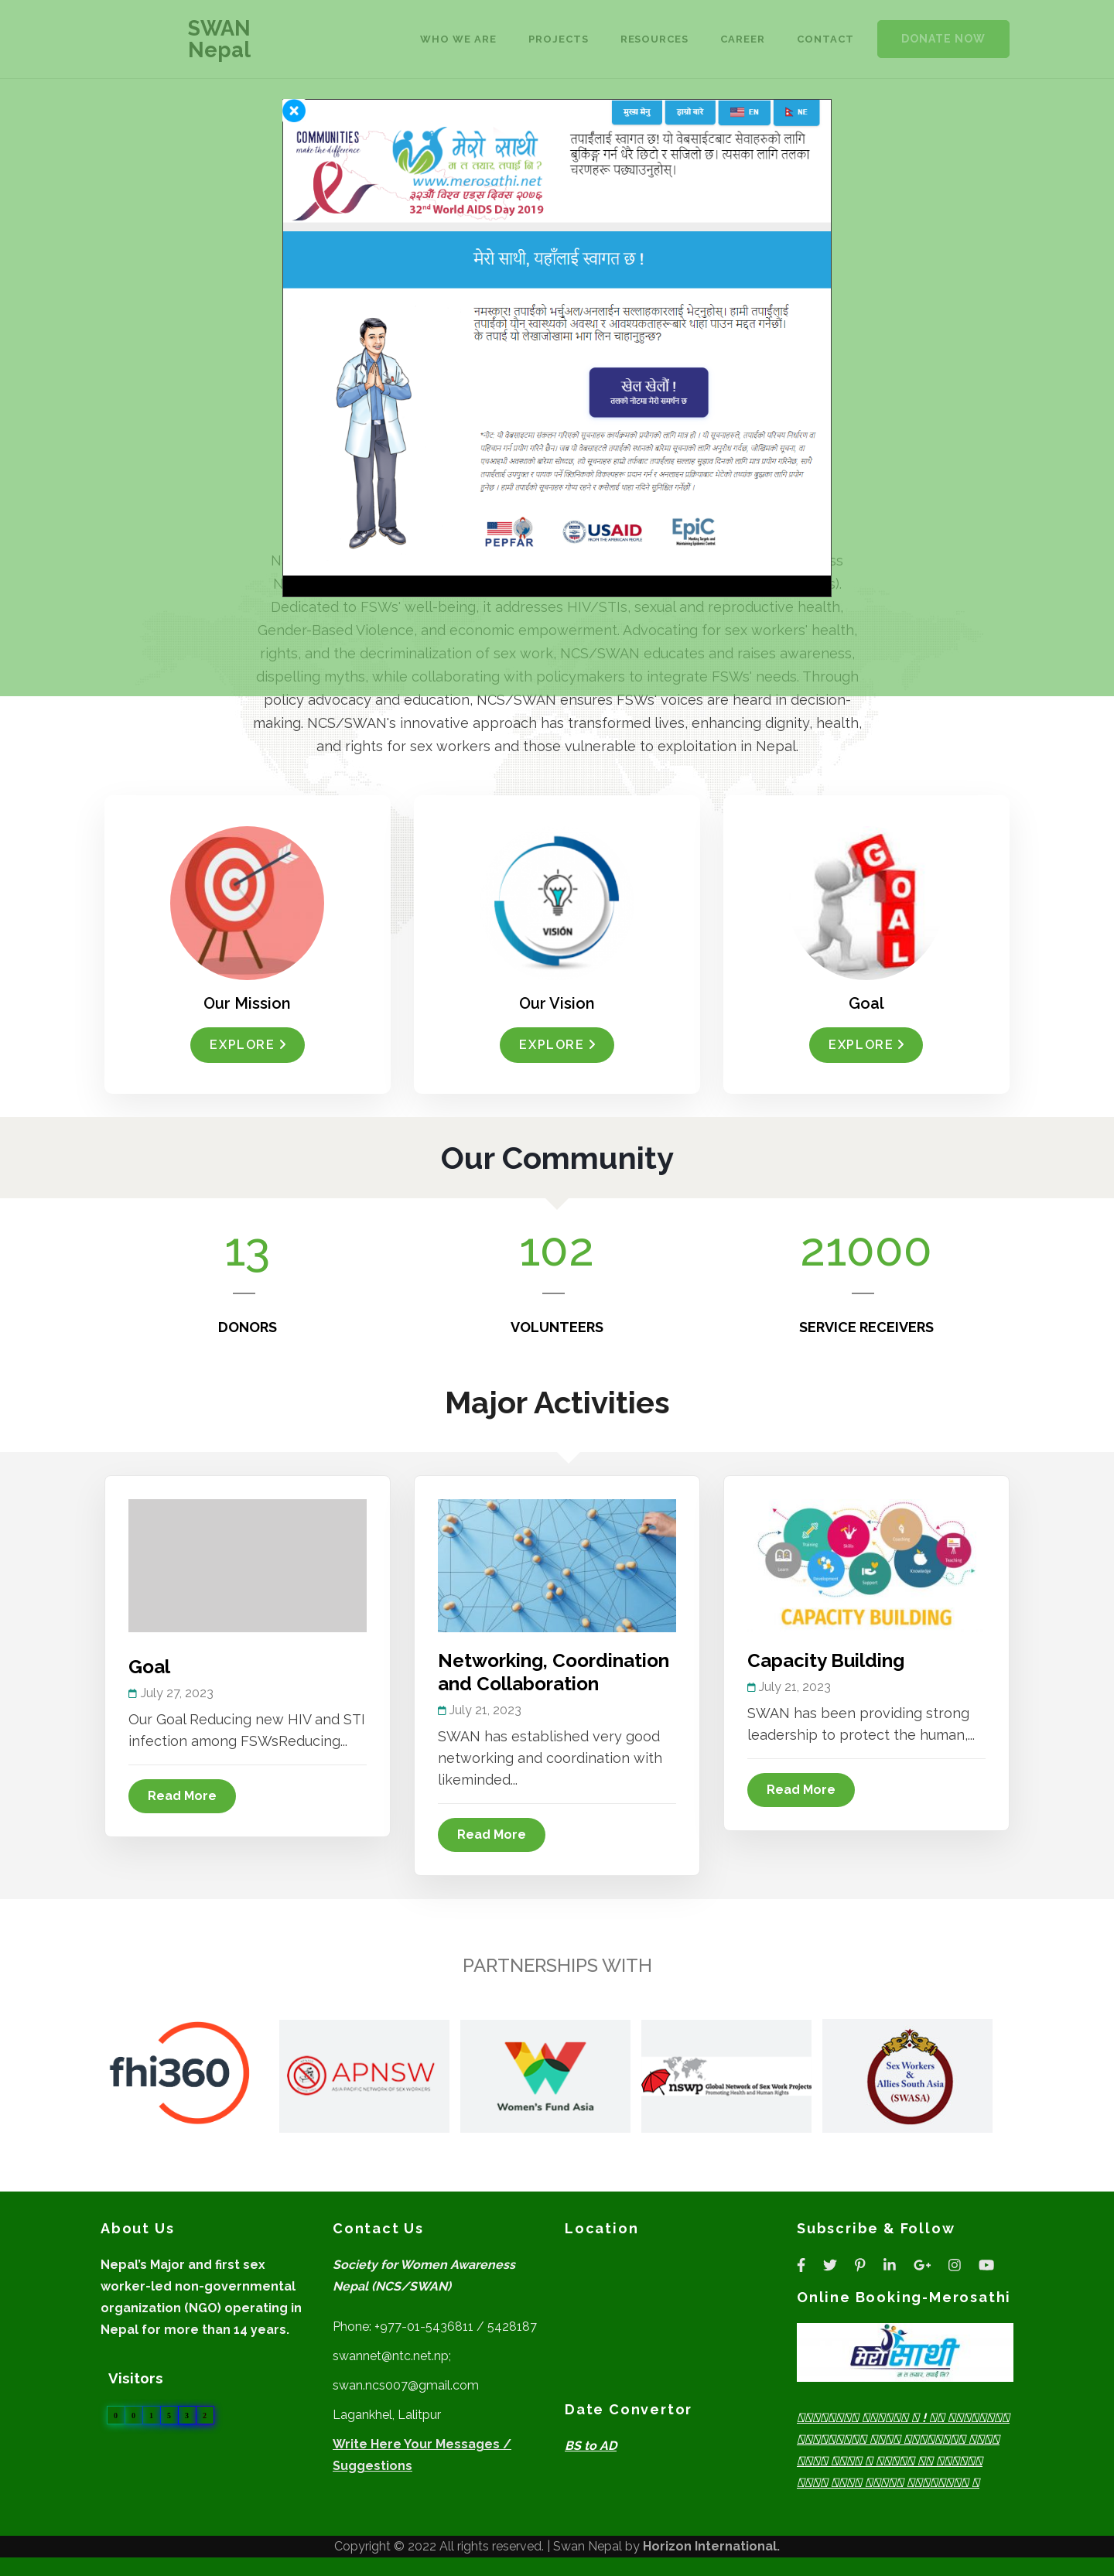 SWAN
Nepal
WHO WE ARE PROJECTS RESOURCES CAREER CONTACT DONATE NOW
मुख्य मेनु हाम्रो बारे EN NE
COMMUNITIES
make the difference
मेरो साथी
म त तयार, तपाईं नि?
www.merosathi.net
३२औं विश्व एड्स दिवस २०७६
32nd World AIDS Day 2019
तपाईंलाई स्वागत छ! यो वेबसाईटबाट सेवाहरुको लागि
बुकिङ्ग गर्न धेरै छिटो र सजिलो छ। त्यसका लागि तलका
चरणहरू पछ्याउनुहोस्।
मेरो साथी, यहाँलाई स्वागत छ !
नमस्कार! तपाईंको भर्चुअल/अनलाईन सल्लाहकारलाई भेट्नुहोस्। हामी तपाईंलाई
तपाईंको यौन स्वास्थ्यको अवस्था र आवश्यकताहरूबारे थाहा पाउन मद्दत गर्नेछौं।
के तपाईं यो लेखाजोखामा भाग लिन चाहानुहुन्छ?
खेल खेलौं !
तलको नोटमा मेरो समर्थन छ
PEPFAR
USAID
FROM THE AMERICAN PEOPLE
EpiC
Meeting Targets and
Maintaining Epidemic Control
Dedicated to FSWs' well-being, it addresses HIV/STIs, sexual and reproductive health,
Gender-Based Violence, and economic empowerment. Advocating for sex workers' health,
rights, and the decriminalization of sex work, NCS/SWAN educates and raises awareness,
dispelling myths, while collaborating with policymakers to integrate FSWs' needs. Through
policy advocacy and education, NCS/SWAN ensures FSWs' voices are heard in decision-
making. NCS/SWAN's innovative approach has transformed lives, enhancing dignity, health,
and rights for sex workers and those vulnerable to exploitation in Nepal.
VISIÓN
GOAL
Our Mission
Our Vision
Goal
EXPLORE
EXPLORE
EXPLORE
Our Community
13
102
21000
DONORS
VOLUNTEERS
SERVICE RECEIVERS
Major Activities
Goal
July 27, 2023
Our Goal Reducing new HIV and STI
infection among FSWsReducing...
Read More
Networking, Coordination
and Collaboration
July 21, 2023
SWAN has established very good
networking and coordination with
likeminded...
Read More
CAPACITY BUILDING
Capacity Building
July 21, 2023
SWAN has been providing strong
leadership to protect the human,...
Read More
PARTNERSHIPS WITH
fhi360
APNSW
ASIA PACIFIC NETWORK OF SEX WORKERS
Women's Fund Asia
nswp Global Network of Sex Work Projects
Promoting Health and Human Rights
Sex Workers
&
Allies South Asia
(SWASA)
About Us
Nepal's Major and first sex
worker-led non-governmental
organization (NGO) operating in
Nepal for more than 14 years.
Visitors
0 0 1 5 3 2
Contact Us
Society for Women Awareness
Nepal (NCS/SWAN)
Phone: +977-01-5436811 / 5428187
swannet@ntc.net.np;
swan.ncs007@gmail.com
Lagankhel, Lalitpur
Write Here Your Messages /
Suggestions
Location
Date Convertor
BS to AD
Subscribe & Follow
Online Booking-Merosathi
मेरो साथी
म त तयार, तपाईं नि?
Copyright © 2022 All rights reserved. | Swan Nepal by Horizon International.